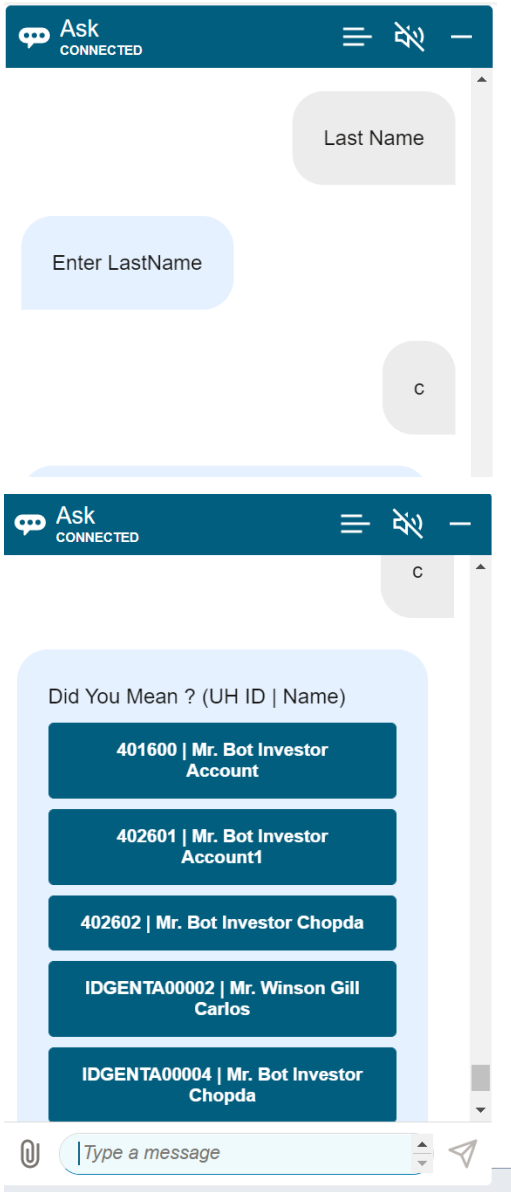 Ask
CONNECTED
Last Name
Enter LastName
c
Ask
CONNECTED
c
Did You Mean ? (UH ID | Name)
401600 | Mr. Bot Investor
Account
402601 | Mr. Bot Investor
Account1
402602 | Mr. Bot Investor Chopda
IDGENTA00002 | Mr. Winson Gill
Carlos
IDGENTA00004 | Mr. Bot Investor
Chopda
Type a message